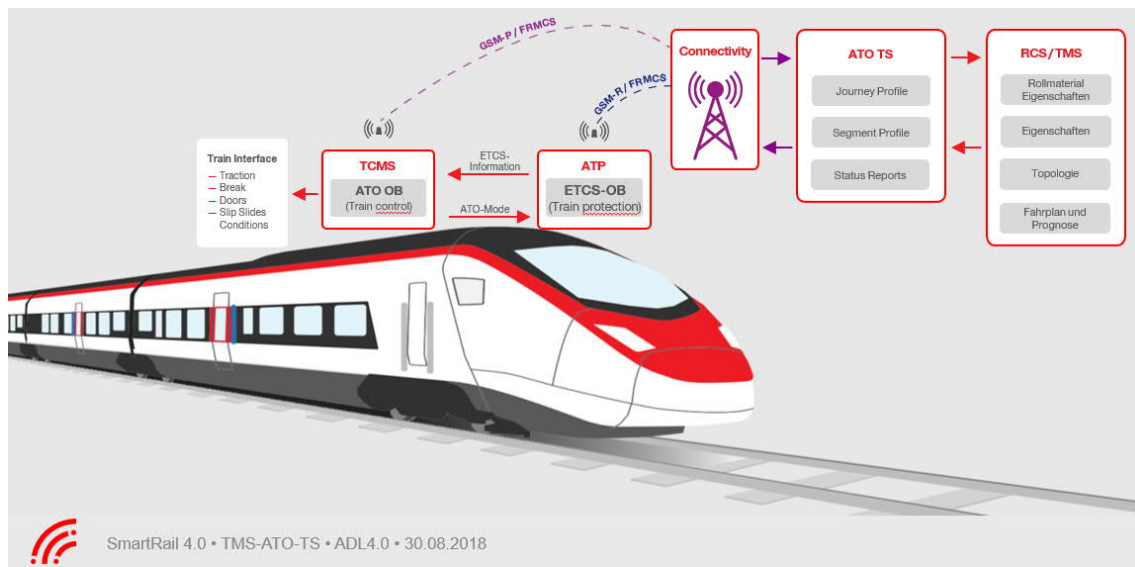 GSM-P / FRMCS
GSM-R / FRMCS
Connectivity
ATO TS
Journey Profile
Segment Profile
Status Reports
RCS / TMS
Rollmaterial
Eigenschaften
Eigenschaften
Topologie
Fahrplan und
Prognose
Train Interface
— Traction
— Break
— Doors
— Slip Slides
Conditions
TCMS
ATO OB
(Train control)
ETCS-
Information
ATO-Mode
ATP
ETCS-OB
(Train protection)
SmartRail 4.0 • TMS-ATO-TS • ADL4.0 • 30.08.2018